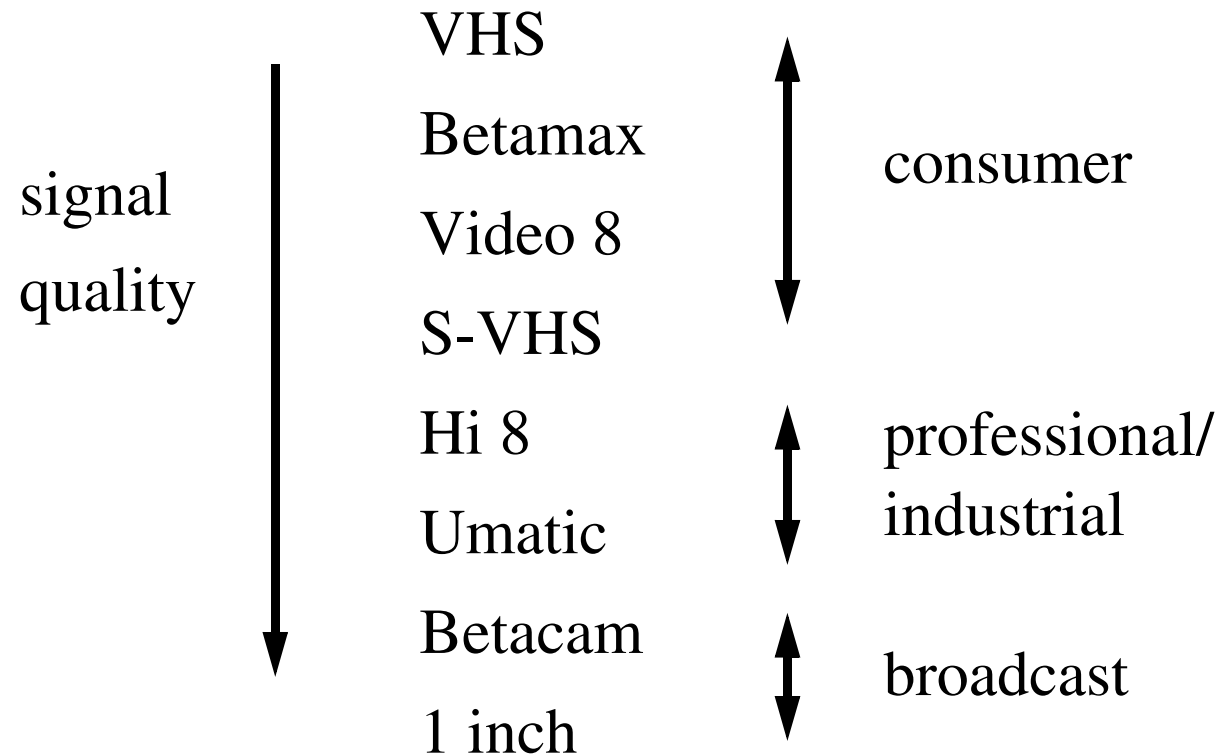 signal
quality
VHS
Betamax
Video 8
S-VHS
Hi 8
Umatic
Betacam
1 inch
consumer
professional/
industrial
broadcast